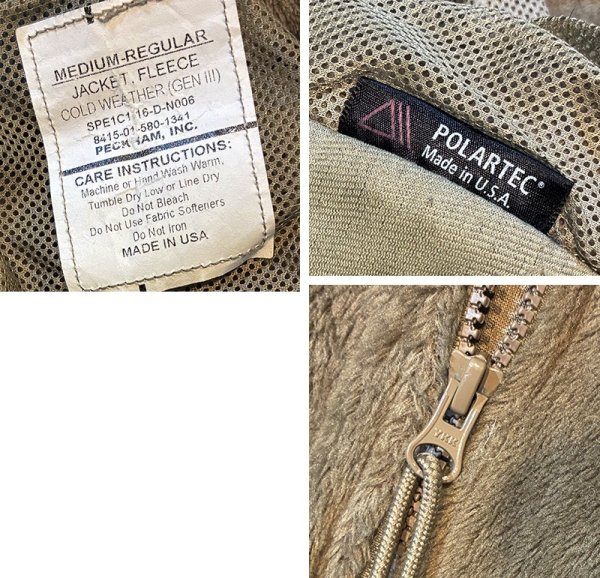 MEDIUM-REGULAR
JACKET, FLEECE
COLD WEATHER (GEN III)
SPE1C1-16-D-N006
8415-01-580-1341
PECKHAM, INC.
CARE INSTRUCTIONS:
Machine or Hand Wash Warm,
Tumble Dry Low or Line Dry
Do Not Bleach
Do Not Use Fabric Softeners
Do Not Iron
MADE IN USA
POLARTEC®
Made in U.S.A.
YKK